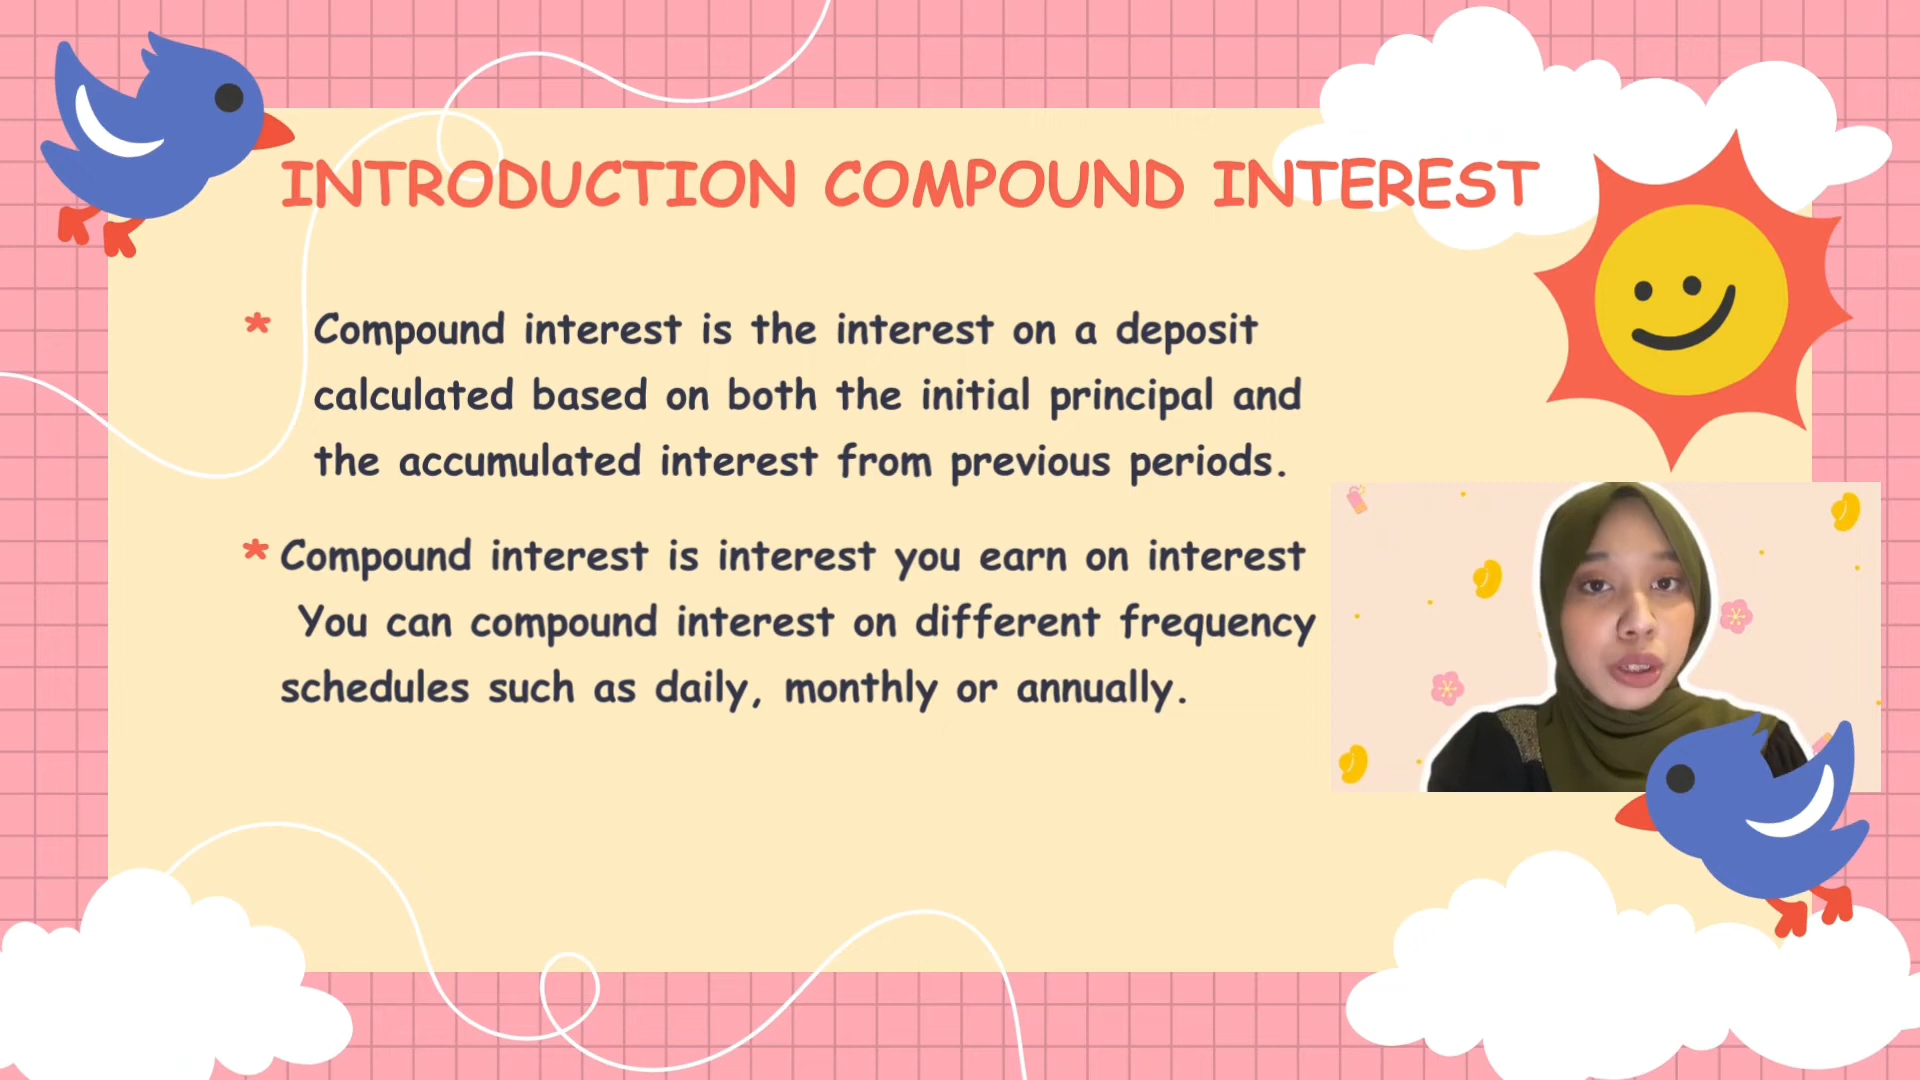 INTRODUCTION COMPOUND INTEREST
* Compound interest is the interest on a deposit
calculated based on both the initial principal and
the accumulated interest from previous periods.
* Compound interest is interest you earn on interest
You can compound interest on different frequency
schedules such as daily, monthly or annually.